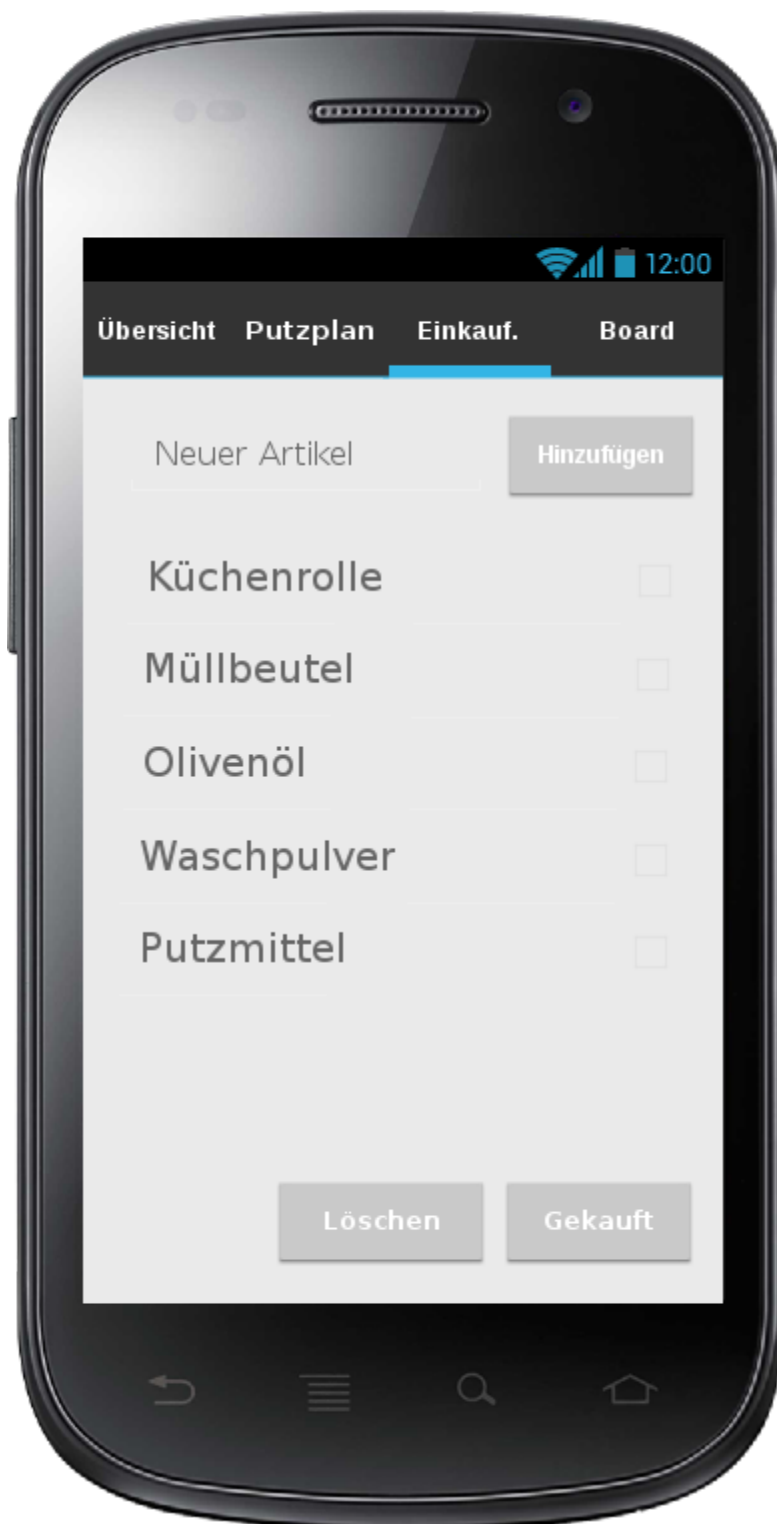 12:00
Übersicht Putzplan Einkauf. Board
Neuer Artikel Hinzufügen
Küchenrolle
Müllbeutel
Olivenöl
Waschpulver
Putzmittel
Löschen Gekauft